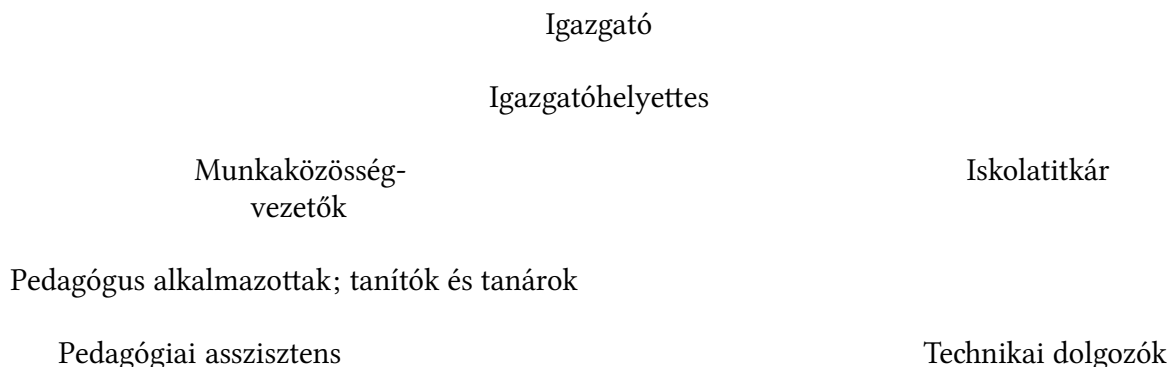 Igazgató
Igazgatóhelyettes
Munkaközösség-
vezetők
Iskolatitkár
Pedagógus alkalmazottak; tanítók és tanárok
Pedagógiai asszisztens
Technikai dolgozók